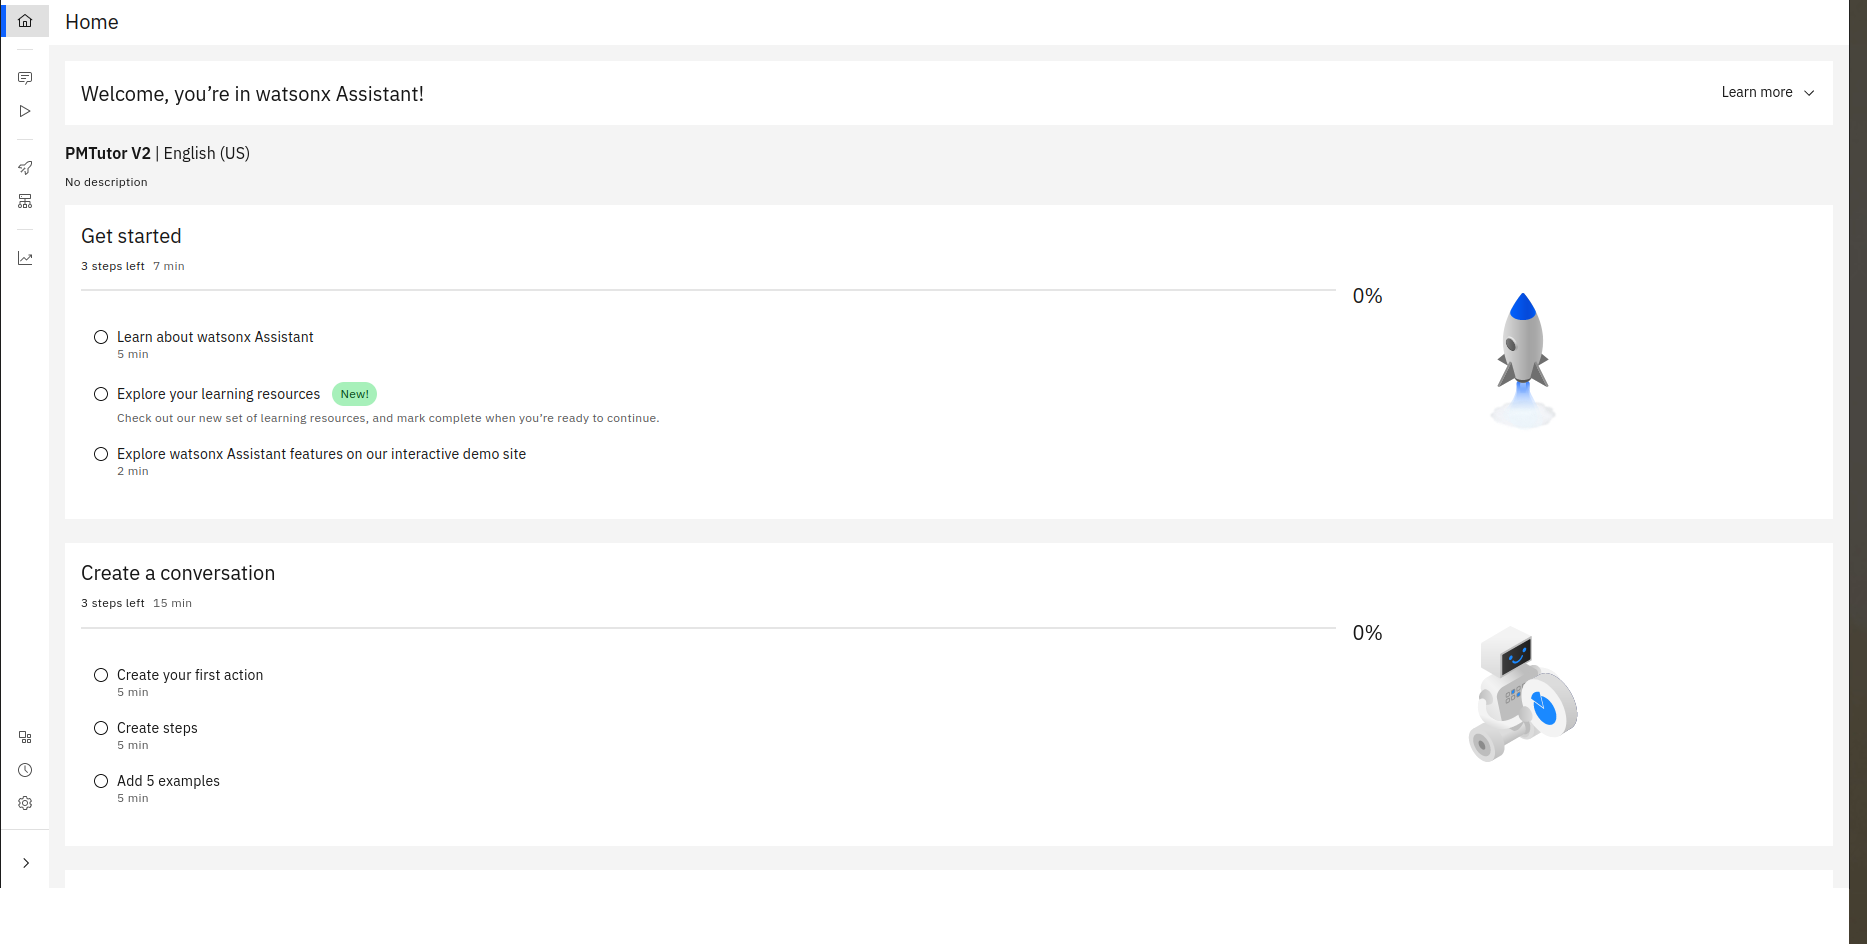 Home
Welcome, you’re in watsonx Assistant!
Learn more
PMTutor V2 | English (US)
No description
Get started
3 steps left 7 min
0%
Learn about watsonx Assistant
5 min
Explore your learning resources New!
Check out our new set of learning resources, and mark complete when you’re ready to continue.
Explore watsonx Assistant features on our interactive demo site
2 min
Create a conversation
3 steps left 15 min
0%
Create your first action
5 min
Create steps
5 min
Add 5 examples
5 min